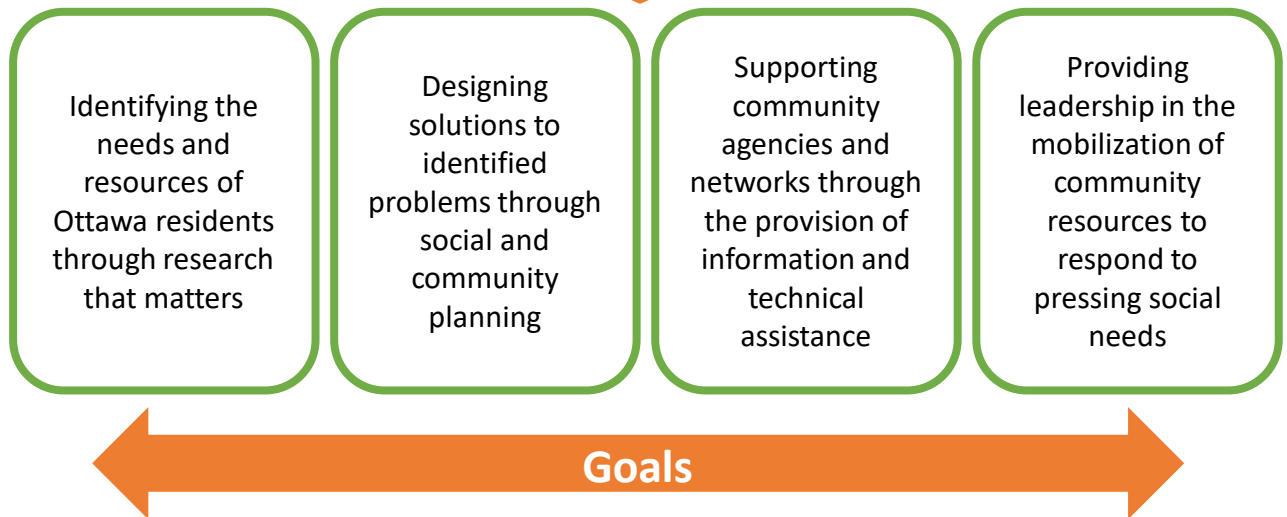 Identifying the
needs and
resources of
Ottawa residents
through research
that matters
Designing
solutions to
identified
problems through
social and
community
planning
Supporting
community
agencies and
networks through
the provision of
information and
technical
assistance
Providing
leadership in the
mobilization of
community
resources to
respond to
pressing social
needs
Goals